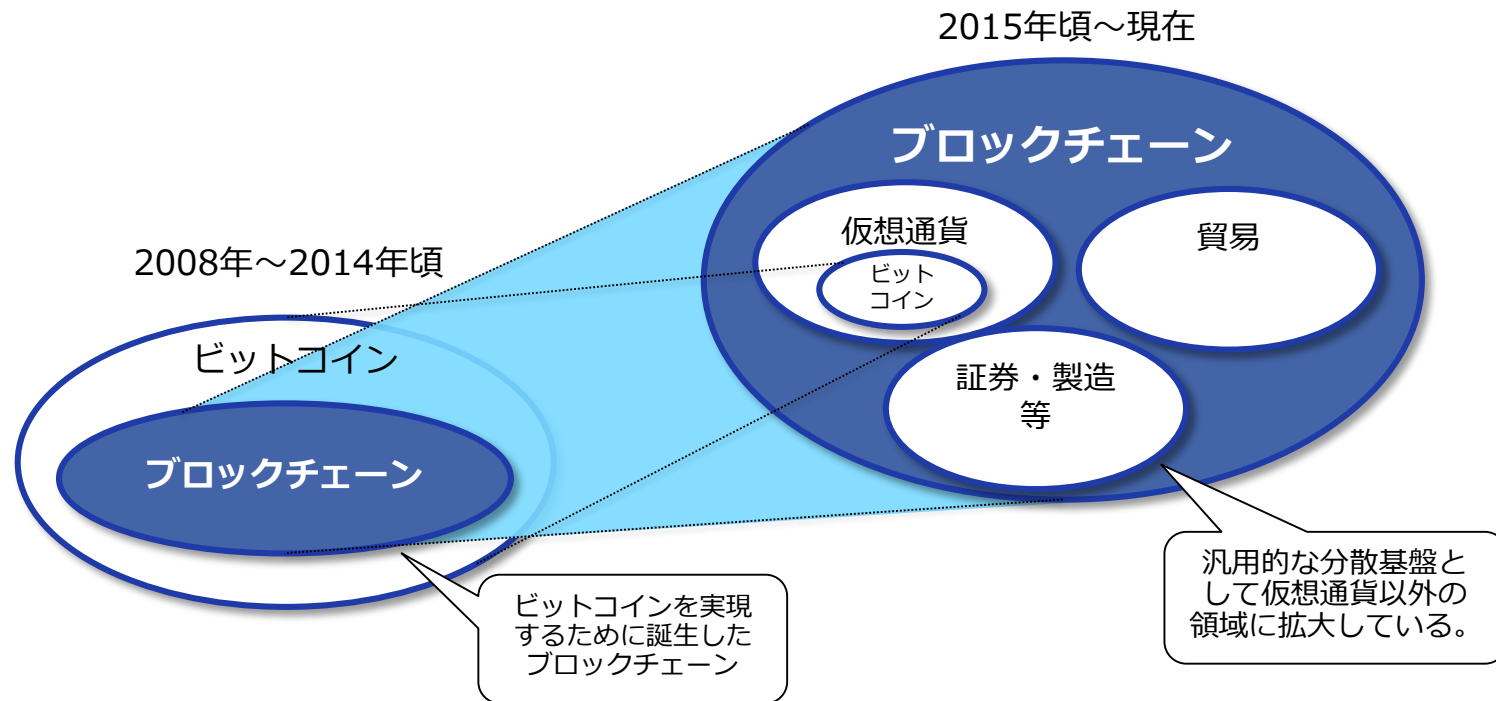 2008年～2014年頃
ビットコイン
ブロックチェーン
ビットコインを実現
するために誕生した
ブロックチェーン
2015年頃～現在
ブロックチェーン
仮想通貨
ビット
コイン
貿易
証券・製造
等
汎用的な分散基盤と
して仮想通貨以外の
領域に拡大している。